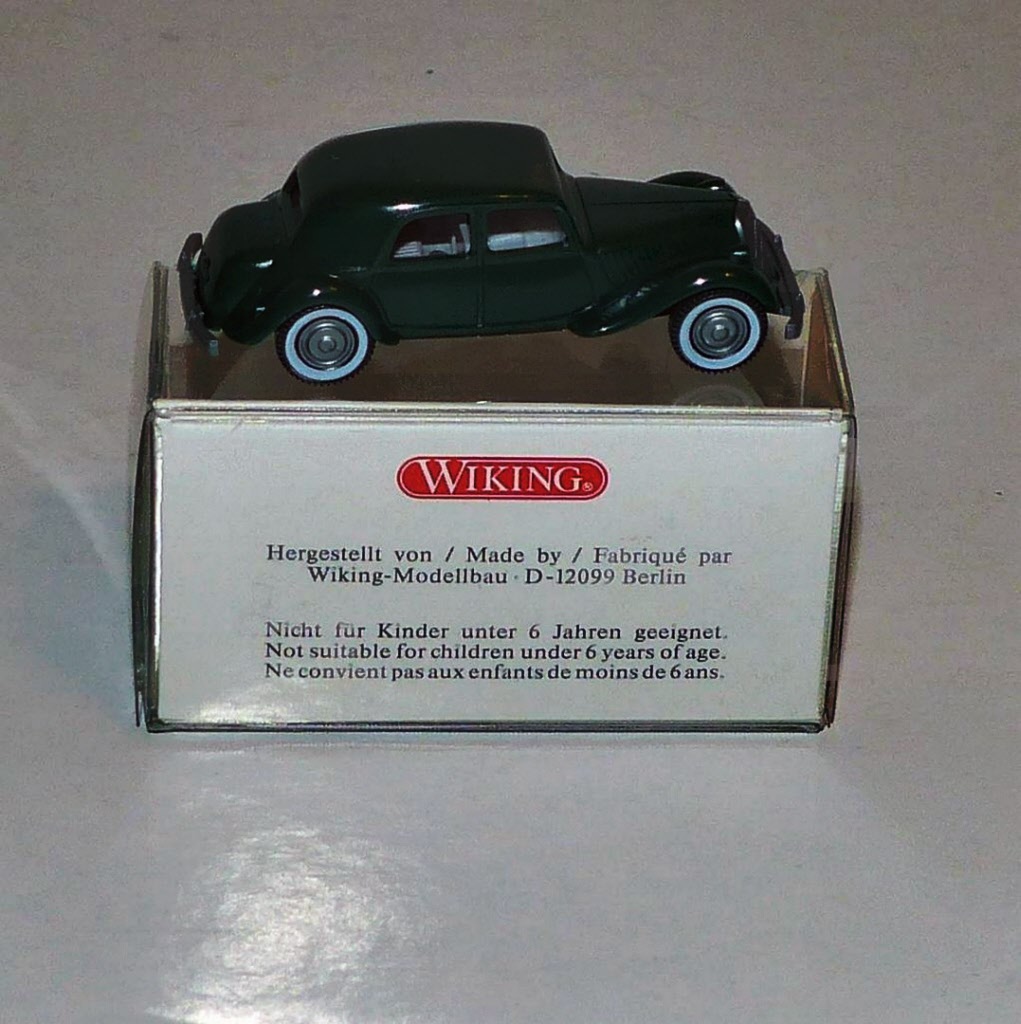 WIKING®
Hergestellt von / Made by / Fabriqué par
Wiking-Modellbau · D-12099 Berlin
Nicht für Kinder unter 6 Jahren geeignet.
Not suitable for children under 6 years of age.
Ne convient pas aux enfants de moins de 6 ans.